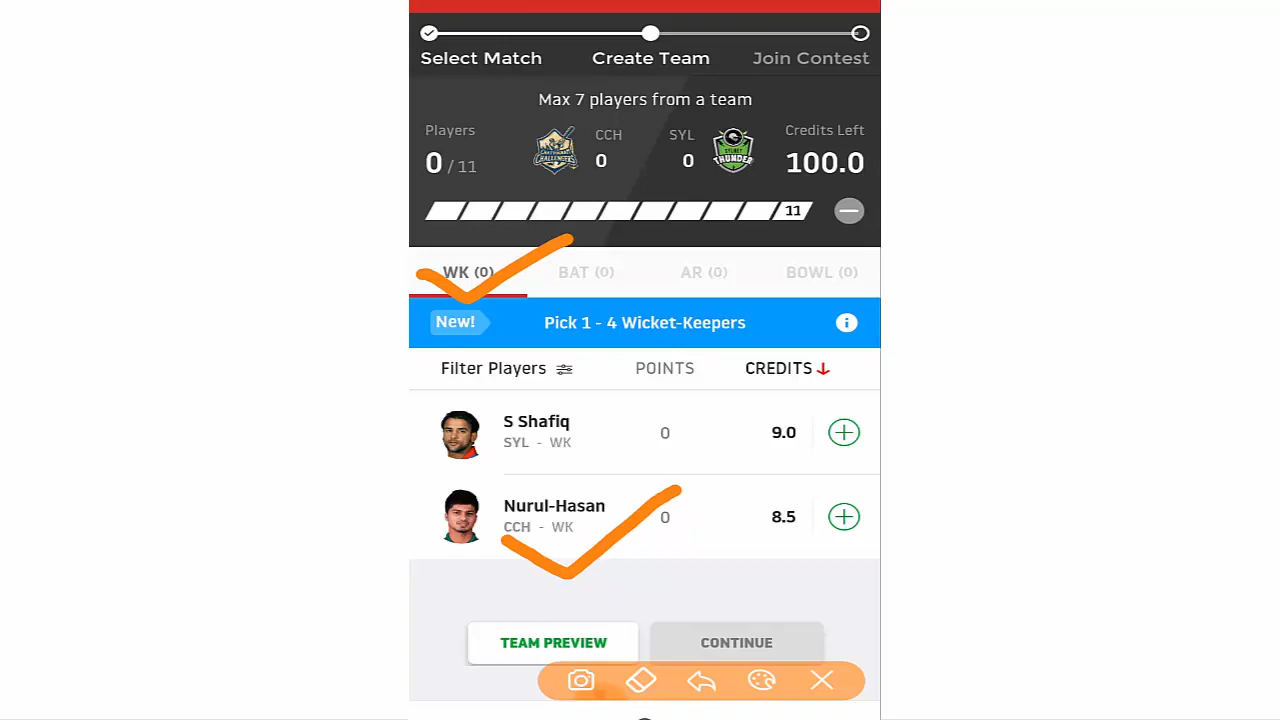 Select Match
Create Team
Join Contest
Max 7 players from a team
Players
CCH
SYL
Credits Left
0 / 11
0
0
100.0
11
WK (0)
BAT (0)
AR (0)
BOWL (0)
New!
Pick 1 - 4 Wicket-Keepers
Filter Players
POINTS
CREDITS
S Shafiq
SYL - WK
0
9.0
Nurul-Hasan
CCH - WK
0
8.5
TEAM PREVIEW
CONTINUE
CHALLENGERS
THUNDER